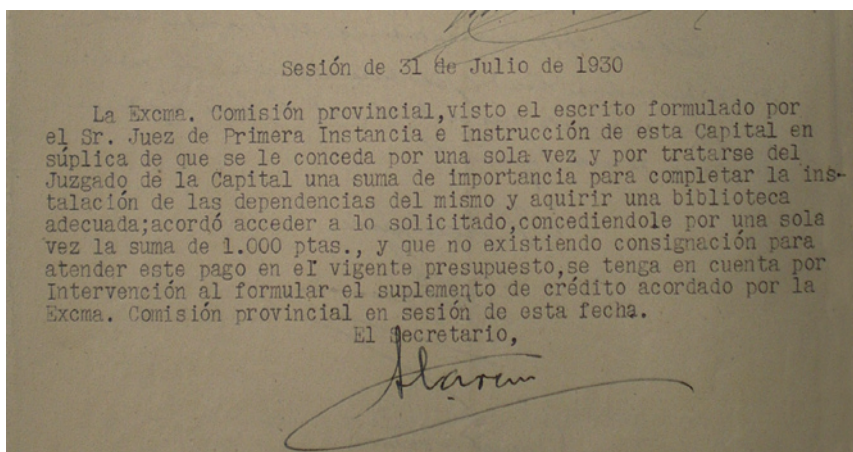 Sesión de 31 de Julio de 1930
La Excma. Comisión provincial,visto el escrito formulado por
el Sr. Juez de Primera Instancia e Instrucción de esta Capital en
súplica de que se le conceda por una sola vez y por tratarse del
Juzgado de la Capital una suma de importancia para completar la ins-
talación de las dependencias del mismo y aquirir una biblioteca
adecuada;acordó acceder a lo solicitado,concediendole por una sola
vez la suma de 1.000 ptas., y que no existiendo consignación para
atender este pago en el vigente presupuesto,se tenga en cuenta por
Intervención al formular el suplemento de crédito acordado por la
Excma. Comisión provincial en sesión de esta fecha.
El Secretario,